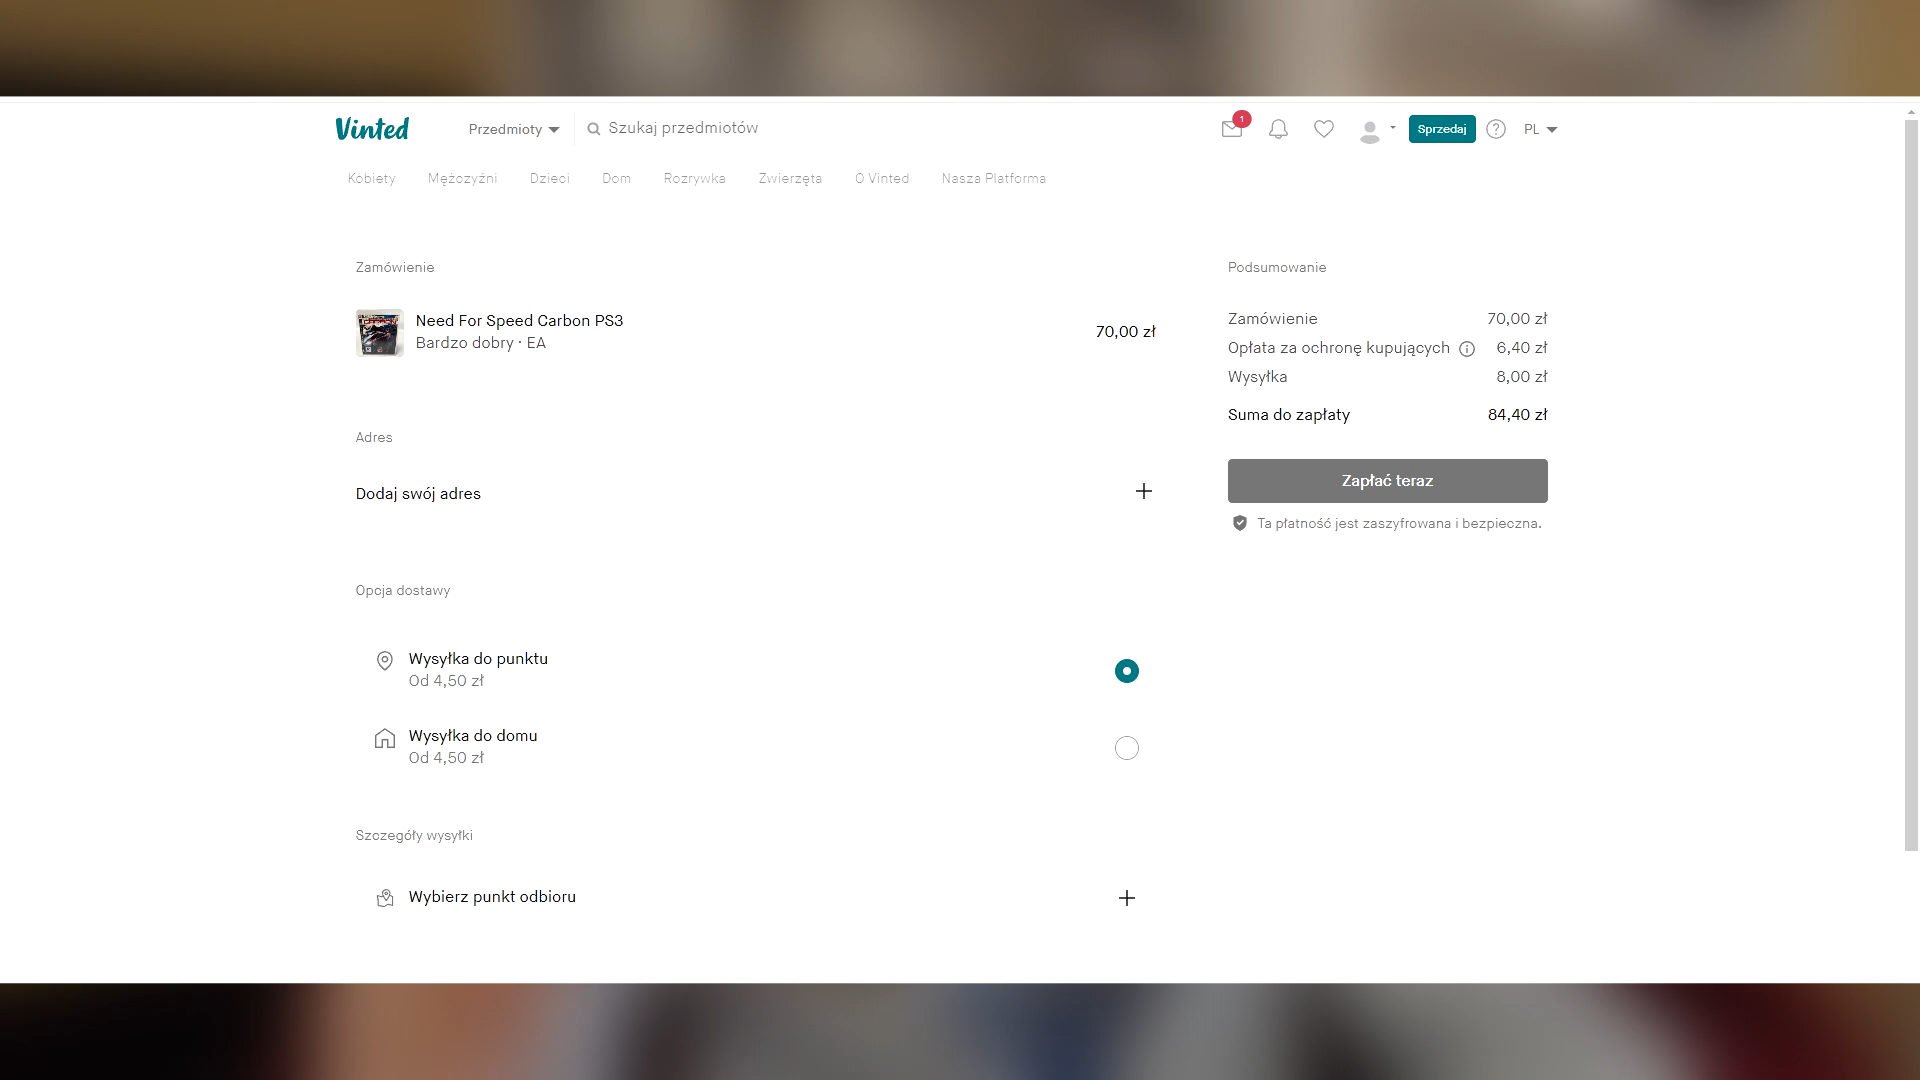 Vinted
Przedmioty
Szukaj przedmiotów
1
Sprzedaj
?
PL
Kobiety
Mężczyźni
Dzieci
Dom
Rozrywka
Zwierzęta
O Vinted
Nasza Platforma
Zamówienie
Need For Speed Carbon PS3
Bardzo dobry · EA
70,00 zł
Adres
Dodaj swój adres
Opcja dostawy
Wysyłka do punktu
Od 4,50 zł
Wysyłka do domu
Od 4,50 zł
Szczegóły wysyłki
Wybierz punkt odbioru
Podsumowanie
Zamówienie 70,00 zł
Opłata za ochronę kupujących 6,40 zł
Wysyłka 8,00 zł
Suma do zapłaty 84,40 zł
Zapłać teraz
Ta płatność jest zaszyfrowana i bezpieczna.